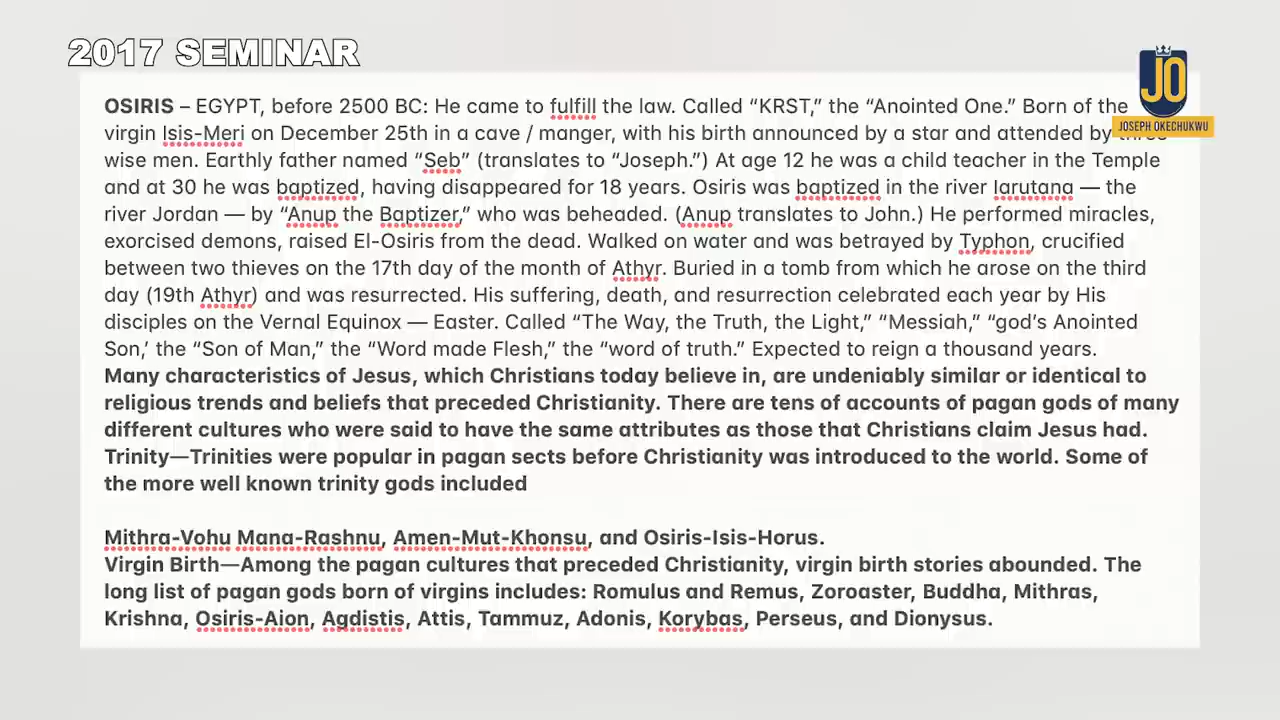 2017 SEMINAR
JO
JOSEPH OKECHUKWU
OSIRIS – EGYPT, before 2500 BC: He came to fulfill the law. Called “KRST,” the “Anointed One.” Born of the
virgin Isis-Meri on December 25th in a cave / manger, with his birth announced by a star and attended by three
wise men. Earthly father named “Seb” (translates to “Joseph.”) At age 12 he was a child teacher in the Temple
and at 30 he was baptized, having disappeared for 18 years. Osiris was baptized in the river Iarutana — the
river Jordan — by “Anup the Baptizer,” who was beheaded. (Anup translates to John.) He performed miracles,
exorcised demons, raised El-Osiris from the dead. Walked on water and was betrayed by Typhon, crucified
between two thieves on the 17th day of the month of Athyr. Buried in a tomb from which he arose on the third
day (19th Athyr) and was resurrected. His suffering, death, and resurrection celebrated each year by His
disciples on the Vernal Equinox — Easter. Called “The Way, the Truth, the Light,” “Messiah,” “god’s Anointed
Son,’ the “Son of Man,” the “Word made Flesh,” the “word of truth.” Expected to reign a thousand years.
Many characteristics of Jesus, which Christians today believe in, are undeniably similar or identical to
religious trends and beliefs that preceded Christianity. There are tens of accounts of pagan gods of many
different cultures who were said to have the same attributes as those that Christians claim Jesus had.
Trinity—Trinities were popular in pagan sects before Christianity was introduced to the world. Some of
the more well known trinity gods included
Mithra-Vohu Mana-Rashnu, Amen-Mut-Khonsu, and Osiris-Isis-Horus.
Virgin Birth—Among the pagan cultures that preceded Christianity, virgin birth stories abounded. The
long list of pagan gods born of virgins includes: Romulus and Remus, Zoroaster, Buddha, Mithras,
Krishna, Osiris-Aion, Agdistis, Attis, Tammuz, Adonis, Korybas, Perseus, and Dionysus.